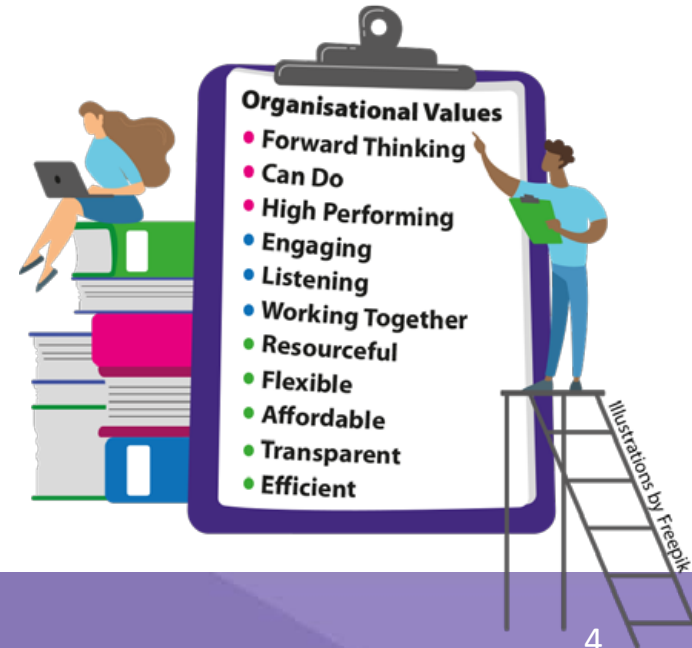 Organisational Values
• Forward Thinking
• Can Do
• High Performing
• Engaging
• Listening
• Working Together
• Resourceful
• Flexible
• Affordable
• Transparent
• Efficient
Illustrations by Freepik
4